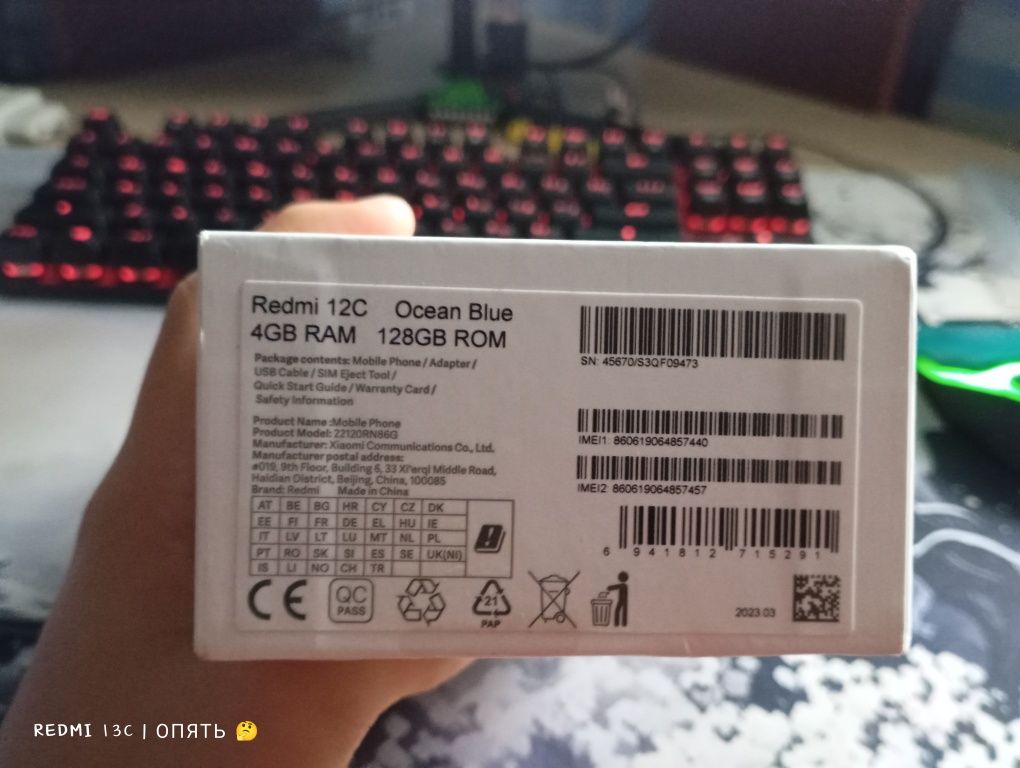 Redmi 12C Ocean Blue
4GB RAM 128GB ROM
Package contents: Mobile Phone / Adapter /
USB Cable / SIM Eject Tool /
Quick Start Guide / Warranty Card /
Safety Information
Product Name :Mobile Phone
Product Model: 22120RN86G
Manufacturer: Xiaomi Communications Co., Ltd.
Manufacturer postal address:
#019, 9th Floor, Building 6, 33 Xi'erqi Middle Road,
Haidian District, Beijing, China, 100085
Brand: Redmi Made in China
AT BE BG HR CY CZ DK
EE FI FR DE EL HU IE
IT LV LT LU MT NL PL
PT RO SK SI ES SE UK(NI)
IS LI NO CH TR
CE QC PASS 21 PAP
SN: 45670/S3QF09473
IMEI1: 860619064857440
IMEI2: 860619064857457
6 941812 715291
2023.03
REDMI 13C | ОПЯТЬ 🤔